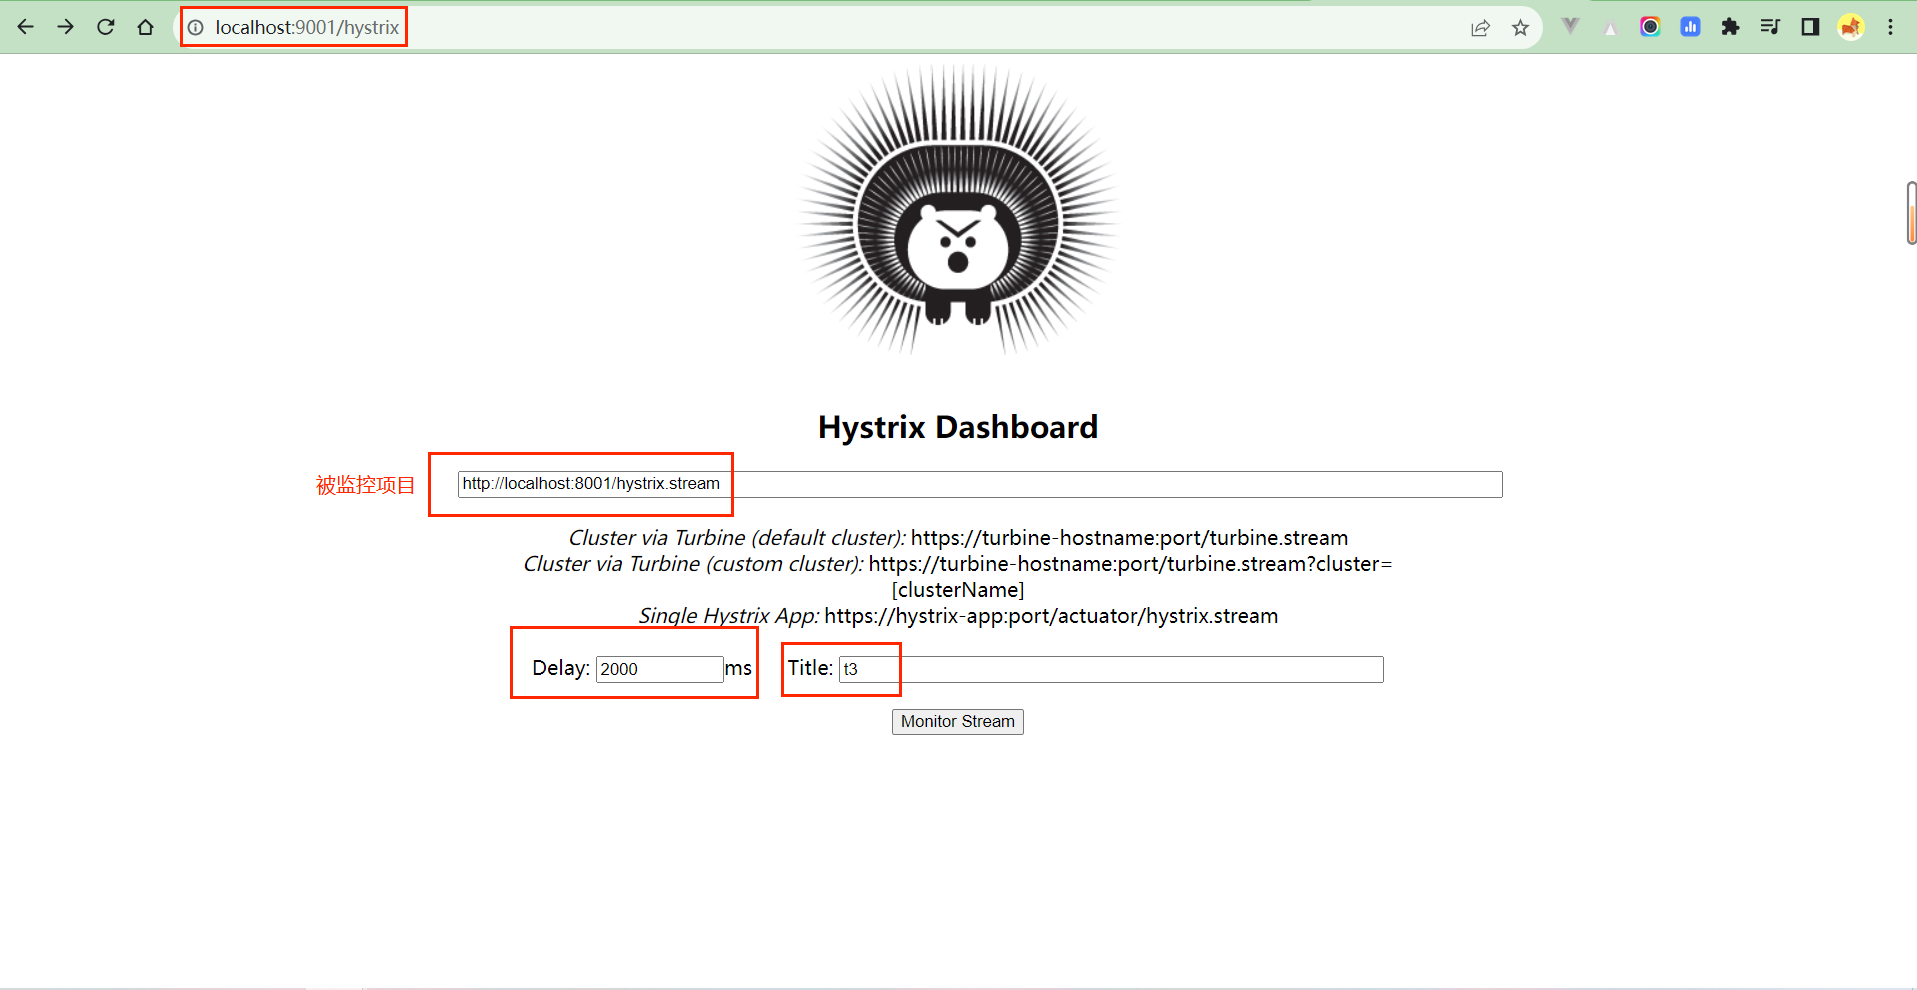 localhost:9001/hystrix
Hystrix Dashboard
被监控项目
http://localhost:8001/hystrix.stream
Cluster via Turbine (default cluster): https://turbine-hostname:port/turbine.stream
Cluster via Turbine (custom cluster): https://turbine-hostname:port/turbine.stream?cluster=
[clusterName]
Single Hystrix App: https://hystrix-app:port/actuator/hystrix.stream
Delay: 2000 ms Title: t3
Monitor Stream